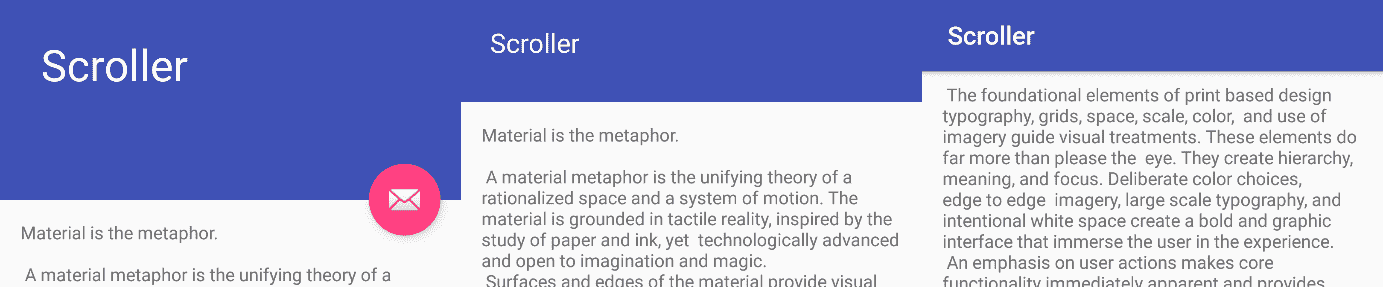 Scroller
Material is the metaphor.
A material metaphor is the unifying theory of a
Scroller
Material is the metaphor.
A material metaphor is the unifying theory of a
rationalized space and a system of motion. The
material is grounded in tactile reality, inspired by the
study of paper and ink, yet  technologically advanced
and open to imagination and magic.
Surfaces and edges of the material provide visual
Scroller
The foundational elements of print based design
typography, grids, space, scale, color,  and use of
imagery guide visual treatments. These elements do
far more than please the  eye. They create hierarchy,
meaning, and focus. Deliberate color choices,
edge to edge  imagery, large scale typography, and
intentional white space create a bold and graphic
interface that immerse the user in the experience.
An emphasis on user actions makes core
functionality immediately apparent and provides